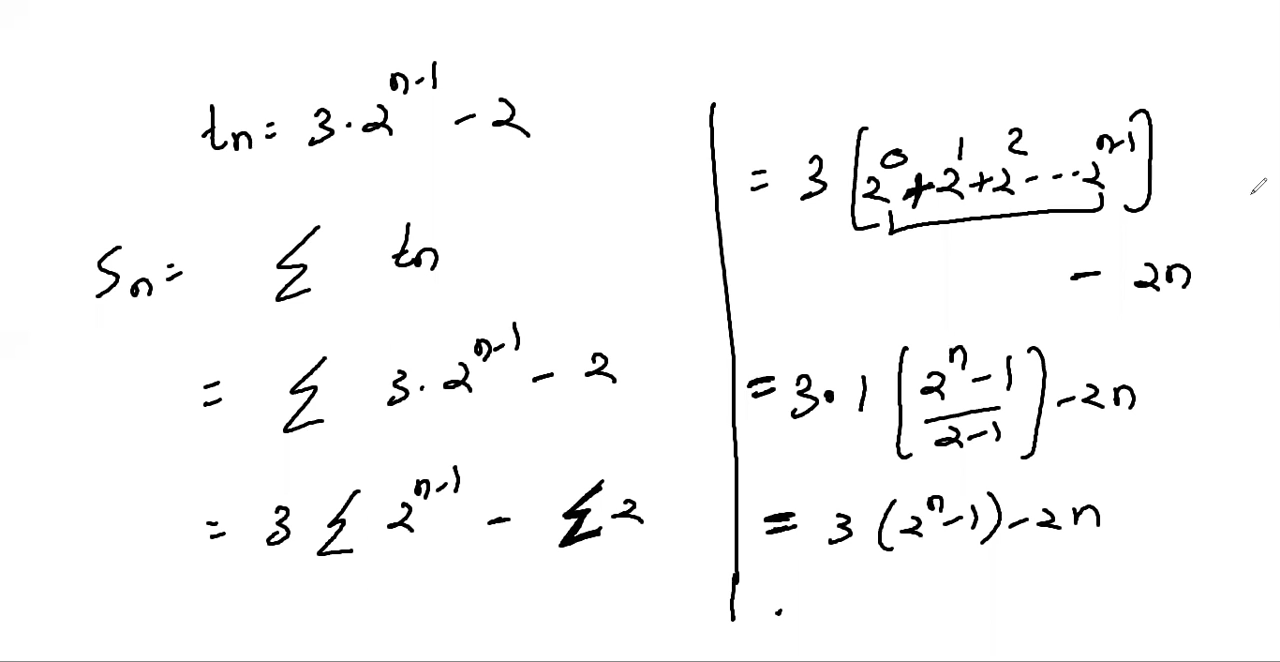 tn = 3·2^(n-1) - 2
Sn = Σ tn
= Σ 3·2^(n-1) - 2
= 3 Σ 2^(n-1) - Σ 2
= 3 [2^0 + 2^1 + 2^2 ··· 2^(n-1)]
- 2n
= 3·1 [(2^n - 1)/(2-1)] - 2n
= 3 (2^n - 1) - 2n